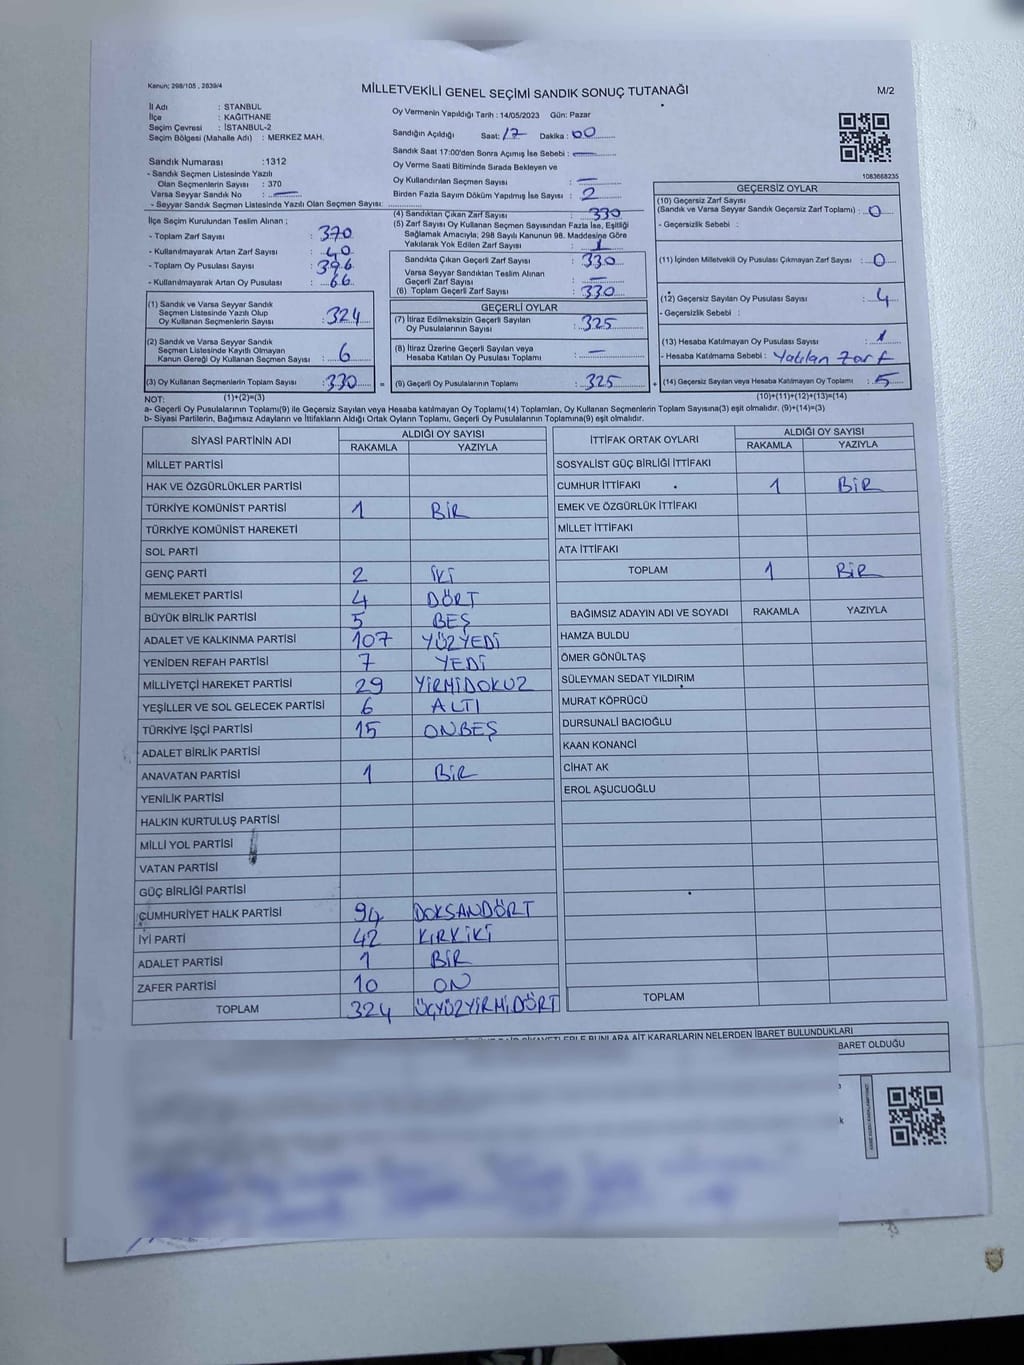 Kanun; 298/105 , 2839/4
MİLLETVEKİLİ GENEL SEÇİMİ SANDIK SONUÇ TUTANAĞI
M/2
İl Adı : STANBUL
İlçe : KAĞITHANE
Seçim Çevresi : İSTANBUL-2
Seçim Bölgesi (Mahalle Adı) : MERKEZ MAH.
Sandık Numarası :1312
- Sandık Seçmen Listesinde Yazılı
Olan Seçmenlerin Sayısı : 370
Varsa Seyyar Sandık No : —
- Seyyar Sandık Seçmen Listesinde Yazılı Olan Seçmen Sayısı:
Oy Vermenin Yapıldığı Tarih : 14/05/2023 Gün: Pazar
Sandığın Açıldığı Saat: 17 Dakika : 00
Sandık Saat 17:00'den Sonra Açımış İse Sebebi : —
Oy Verme Saati Bitiminde Sırada Bekleyen ve
Oy Kullandırılan Seçmen Sayısı : —
Birden Fazla Sayım Döküm Yapılmış İse Sayısı : 2
1083668235
İlçe Seçim Kurulundan Teslim Alınan ;
- Toplam Zarf Sayısı : 370
- Kullanılmayarak Artan Zarf Sayısı : 40
- Toplam Oy Pusulası Sayısı : 396
- Kullanılmayarak Artan Oy Pusulası : 66
(1) Sandık ve Varsa Seyyar Sandık
Seçmen Listesinde Yazılı Olup
Oy Kullanan Seçmenlerin Sayısı : 324
(2) Sandık ve Varsa Seyyar Sandık
Seçmen Listesinde Kayıtlı Olmayan
Kanun Gereği Oy Kullanan Seçmen Sayısı : 6
(3) Oy Kullanan Seçmenlerin Toplam Sayısı : 330 =
(4) Sandıktan Çıkan Zarf Sayısı : 330
(5) Zarf Sayısı Oy Kullanan Seçmen Sayısından Fazla İse, Eşitliği
Sağlamak Amacıyla; 298 Sayılı Kanunun 98. Maddesine Göre
Yakılarak Yok Edilen Zarf Sayısı : 1
Sandıkta Çıkan Geçerli Zarf Sayısı : 330
Varsa Seyyar Sandıktan Teslim Alınan
Geçerli Zarf Sayısı : —
(6) Toplam Geçerli Zarf Sayısı : 330
GEÇERLİ OYLAR
(7) İtiraz Edilmeksizin Geçerli Sayılan
Oy Pusulalarının Sayısı : 325
(8) İtiraz Üzerine Geçerli Sayılan veya
Hesaba Katılan Oy Pusulası Toplamı : —
(9) Geçerli Oy Pusulalarının Toplamı : 325 +
GEÇERSİZ OYLAR
(10) Geçersiz Zarf Sayısı
(Sandık ve Varsa Seyyar Sandık Geçersiz Zarf Toplamı) : 0
- Geçersizlik Sebebi :
(11) İçinden Milletvekili Oy Pusulası Çıkmayan Zarf Sayısı : 0
(12) Geçersiz Sayılan Oy Pusulası Sayısı : 4
- Geçersizlik Sebebi :
(13) Hesaba Katılmayan Oy Pusulası Sayısı : 1
- Hesaba Katılmama Sebebi : Yakılan Zarf
(14) Geçersiz Sayılan veya Hesaba Katılmayan Oy Toplamı : 5
NOT: (1)+(2)=(3) (10)+(11)+(12)+(13)=(14)
a- Geçerli Oy Pusulalarının Toplamı(9) ile Geçersiz Sayılan veya Hesaba katılmayan Oy Toplamı(14) Toplamları, Oy Kullanan Seçmenlerin Toplam Sayısına(3) eşit olmalıdır. (9)+(14)=(3)
b- Siyasi Partilerin, Bağımsız Adayların ve İttifakların Aldığı Ortak Oyların Toplamı, Geçerli Oy Pusulalarının Toplamına(9) eşit olmalıdır.
SİYASİ PARTİNİN ADI ALDIĞI OY SAYISI
RAKAMLA YAZIYLA
MİLLET PARTİSİ
HAK VE ÖZGÜRLÜKLER PARTİSİ
TÜRKİYE KOMÜNİST PARTİSİ 1 BİR
TÜRKİYE KOMÜNİST HAREKETİ
SOL PARTİ
GENÇ PARTİ 2 İKİ
MEMLEKET PARTİSİ 4 DÖRT
BÜYÜK BİRLİK PARTİSİ 5 BEŞ
ADALET VE KALKINMA PARTİSİ 107 YÜZYEDİ
YENİDEN REFAH PARTİSİ 7 YEDİ
MİLLİYETÇİ HAREKET PARTİSİ 29 YİRMİDOKUZ
YEŞİLLER VE SOL GELECEK PARTİSİ 6 ALTI
TÜRKİYE İŞÇİ PARTİSİ 15 ONBEŞ
ADALET BİRLİK PARTİSİ
ANAVATAN PARTİSİ 1 BİR
YENİLİK PARTİSİ
HALKIN KURTULUŞ PARTİSİ
MİLLİ YOL PARTİSİ
VATAN PARTİSİ
GÜÇ BİRLİĞİ PARTİSİ
CUMHURİYET HALK PARTİSİ 94 DOKSANDÖRT
İYİ PARTİ 42 KIRKİKİ
ADALET PARTİSİ 1 BİR
ZAFER PARTİSİ 10 ON
TOPLAM 324 ÜÇYÜZYİRMİDÖRT
İTTİFAK ORTAK OYLARI ALDIĞI OY SAYISI
RAKAMLA YAZIYLA
SOSYALİST GÜÇ BİRLİĞİ İTTİFAKI
CUMHUR İTTİFAKI 1 BİR
EMEK VE ÖZGÜRLÜK İTTİFAKI
MİLLET İTTİFAKI
ATA İTTİFAKI
TOPLAM 1 BİR
BAĞIMSIZ ADAYIN ADI VE SOYADI RAKAMLA YAZIYLA
HAMZA BULDU
ÖMER GÖNÜLTAŞ
SÜLEYMAN SEDAT YILDIRIM
MURAT KÖPRÜCÜ
DURSUNALİ BACIOĞLU
KAAN KONANCİ
CİHAT AK
EROL AŞUCUOĞLU
TOPLAM
BUNLARA AİT KARARLARIN NELERDEN İBARET BULUNDUKLARI
BARET OLDUĞU